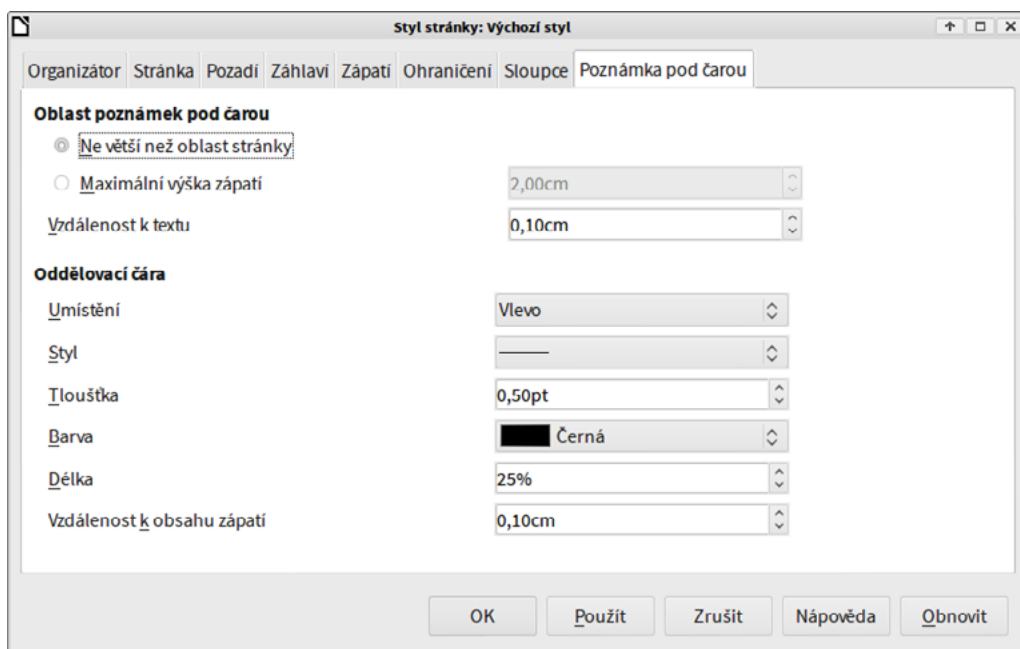 Styl stránky: Výchozí styl
Organizátor Stránka Pozadí Záhlaví Zápatí Ohraničení Sloupce Poznámka pod čarou
Oblast poznámek pod čarou
Ne větší než oblast stránky
Maximální výška zápatí 2,00cm
Vzdálenost k textu 0,10cm
Oddělovací čára
Umístění Vlevo
Styl
Tloušťka 0,50pt
Barva Černá
Délka 25%
Vzdálenost k obsahu zápatí 0,10cm
OK Použít Zrušit Nápověda Obnovit